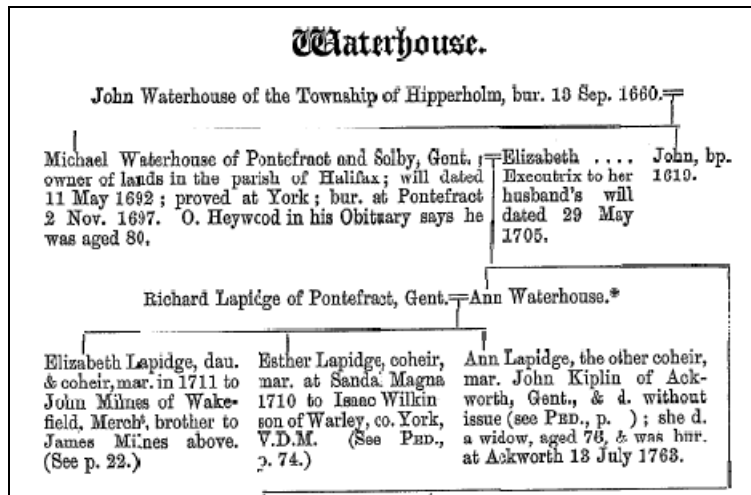 Waterhouse.
John Waterhouse of the Township of Hipperholm, bur. 13 Sep. 1660.
Michael Waterhouse of Pontefract and Selby, Gent. ;
owner of lands in the parish of Halifax ; will dated
11 May 1692 ; proved at York ; bur. at Pontefract
2 Nov. 1697. O. Heywood in his Obituary says he
was aged 80.
Elizabeth ....
Executrix to her
husband's will
dated 29 May
1705.
John, bp.
1619.
Richard Lapidge of Pontefract, Gent.
Ann Waterhouse.*
Elizabeth Lapidge, dau.
& coheir, mar. in 1711 to
John Milnes of Wake-
field, Merch^t, brother to
James Milnes above.
(See p. 22.)
Esther Lapidge, coheir,
mar. at Sanda. Magna
1710 to Isaac Wilkin
son of Warley, co. York,
V.D.M. (See PED.,
p. 74.)
Ann Lapidge, the other coheir,
mar. John Kiplin of Ack-
worth, Gent., & d. without
issue (see PED., p. ) ; she d.
a widow, aged 76, & was bur.
at Ackworth 13 July 1763.